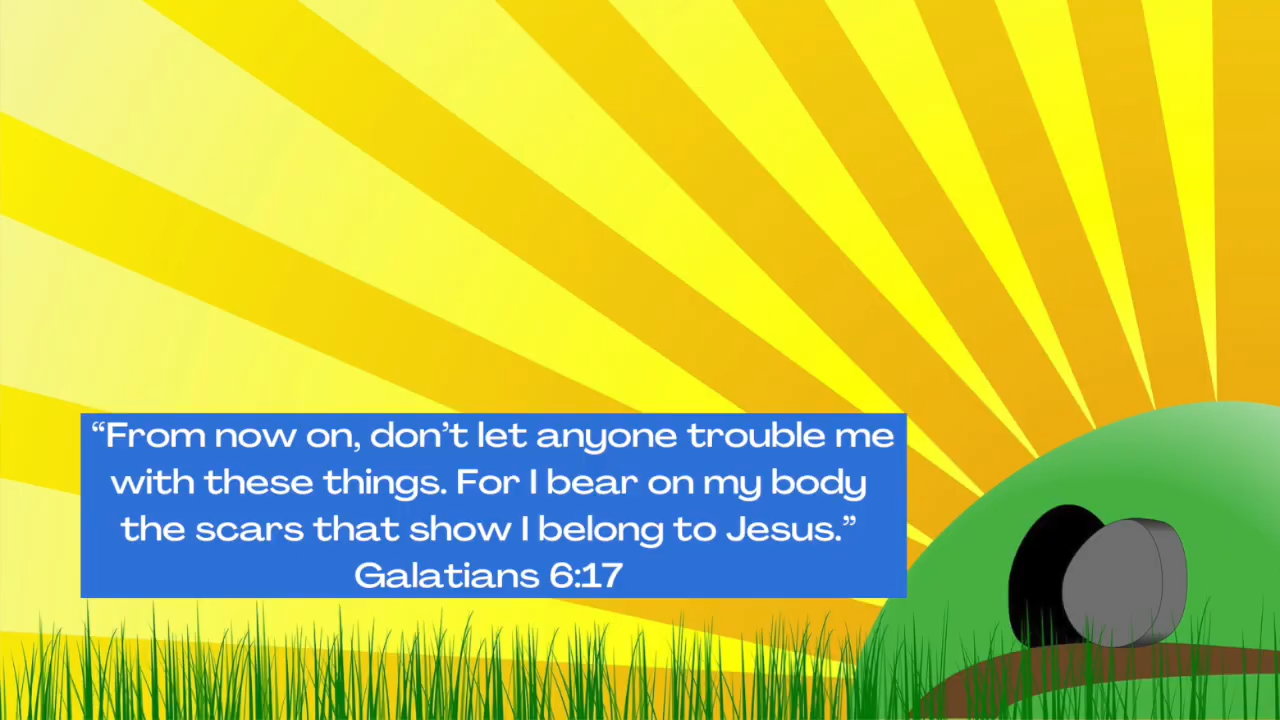 “From now on, don’t let anyone trouble me
with these things. For I bear on my body
the scars that show I belong to Jesus.”
Galatians 6:17